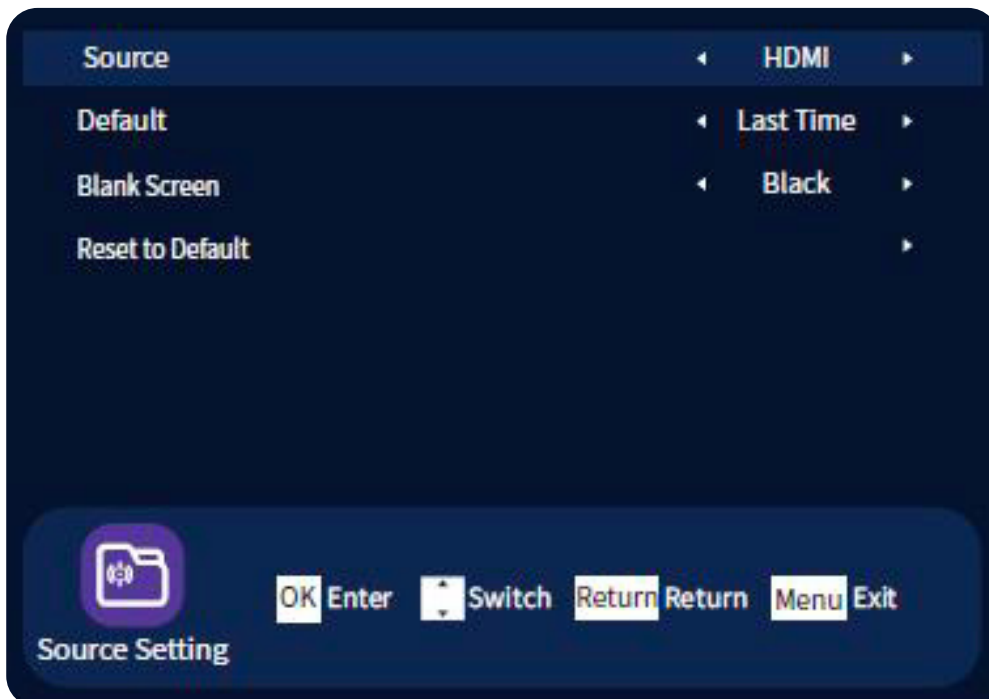 Source HDMI
Default Last Time
Blank Screen Black
Reset to Default
OK Enter Switch Return Return Menu Exit
Source Setting